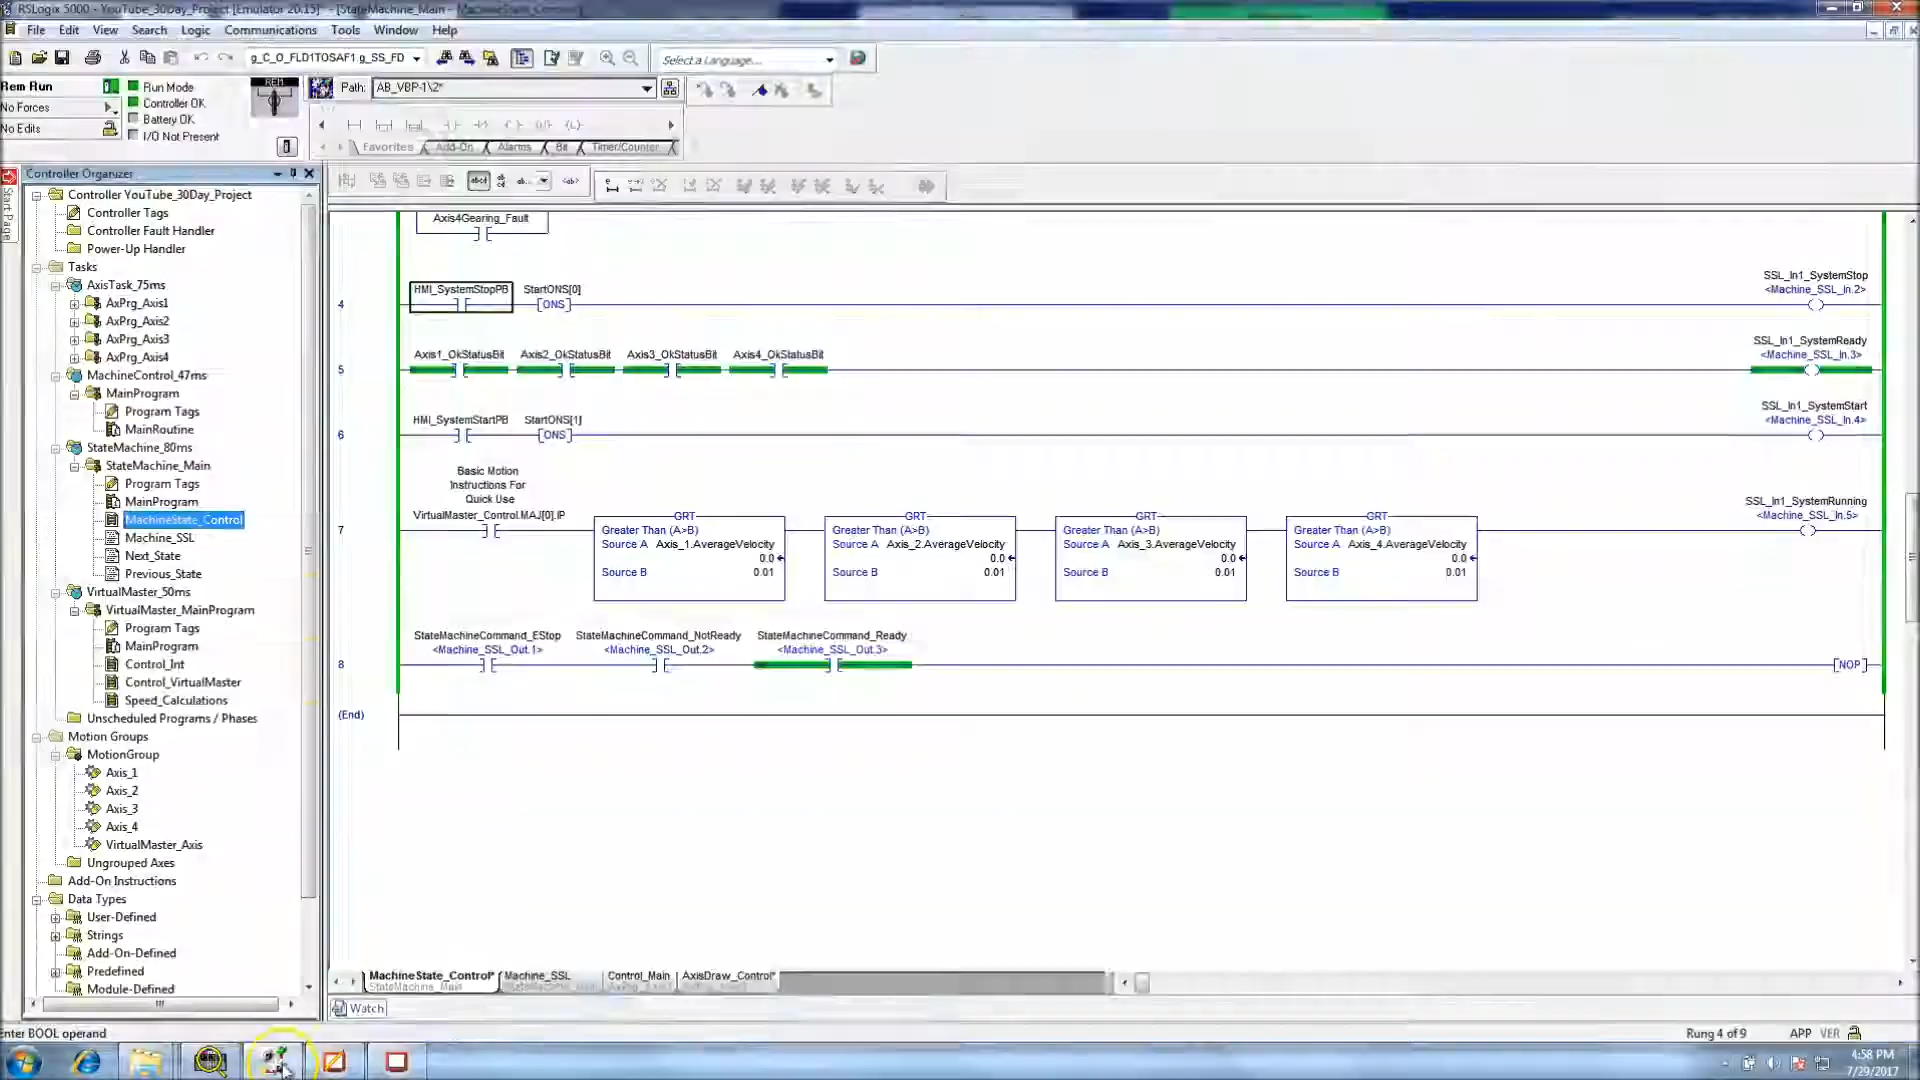 RSLogix 5000 - YouTube_30Day_Project [Emulator 20.15] - [StateMachine_Main - MachineState_Control]
File Edit View Search Logic Communications Tools Window Help
g_C_O_FLD1TOSAF1.g_SS_FD
Select a Language...
Rem Run
Run Mode
REM
Path: AB_VBP-1\2*
No Forces
Controller OK
No Edits
Battery OK
I/O Not Present
Favorites Add-On Alarms Bit Timer/Counter
Start Page
Controller Organizer
Controller YouTube_30Day_Project
Controller Tags
Controller Fault Handler
Power-Up Handler
Tasks
AxisTask_75ms
AxPrg_Axis1
AxPrg_Axis2
AxPrg_Axis3
AxPrg_Axis4
MachineControl_47ms
MainProgram
Program Tags
MainRoutine
StateMachine_80ms
StateMachine_Main
Program Tags
MainProgram
MachineState_Control
Machine_SSL
Next_State
Previous_State
VirtualMaster_50ms
VirtualMaster_MainProgram
Program Tags
MainProgram
Control_Int
Control_VirtualMaster
Speed_Calculations
Unscheduled Programs / Phases
Motion Groups
MotionGroup
Axis_1
Axis_2
Axis_3
Axis_4
VirtualMaster_Axis
Ungrouped Axes
Add-On Instructions
Data Types
User-Defined
Strings
Add-On-Defined
Predefined
Module-Defined
Axis4Gearing_Fault
HMI_SystemStopPB StartONS[0] SSL_In1_SystemStop
<Machine_SSL_In.2>
4 ONS
Axis1_OkStatusBit Axis2_OkStatusBit Axis3_OkStatusBit Axis4_OkStatusBit SSL_In1_SystemReady
<Machine_SSL_In.3>
5
HMI_SystemStartPB StartONS[1] SSL_In1_SystemStart
<Machine_SSL_In.4>
6 ONS
Basic Motion
Instructions For
Quick Use
VirtualMaster_Control.MAJ[0].IP SSL_In1_SystemRunning
<Machine_SSL_In.5>
7
GRT GRT GRT GRT
Greater Than (A>B) Greater Than (A>B) Greater Than (A>B) Greater Than (A>B)
Source A Axis_1.AverageVelocity Source A Axis_2.AverageVelocity Source A Axis_3.AverageVelocity Source A Axis_4.AverageVelocity
0.0 0.0 0.0 0.0
Source B 0.01 Source B 0.01 Source B 0.01 Source B 0.01
StateMachineCommand_EStop StateMachineCommand_NotReady StateMachineCommand_Ready
<Machine_SSL_Out.1> <Machine_SSL_Out.2> <Machine_SSL_Out.3>
8 NOP
(End)
MachineState_Control* Machine_SSL Control_Main AxisDraw_Control*
StateMachine_Main
Watch
Enter BOOL operand
Rung 4 of 9 APP VER
4:58 PM
7/29/2017